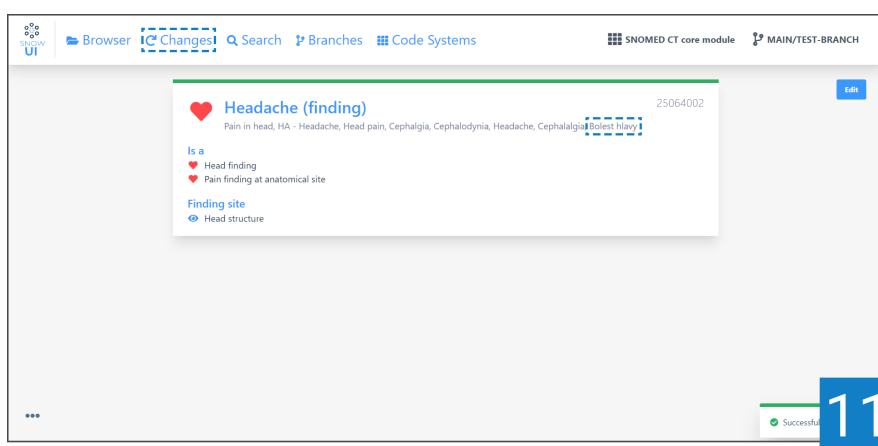 SNOW
UI
Browser
Changes
Search
Branches
Code Systems
SNOMED CT core module
MAIN/TEST-BRANCH
Edit
Headache (finding)
25064002
Pain in head, HA - Headache, Head pain, Cephalgia, Cephalodynia, Headache, Cephalalgia, Bolest hlavy
Is a
Head finding
Pain finding at anatomical site
Finding site
Head structure
Successful
11